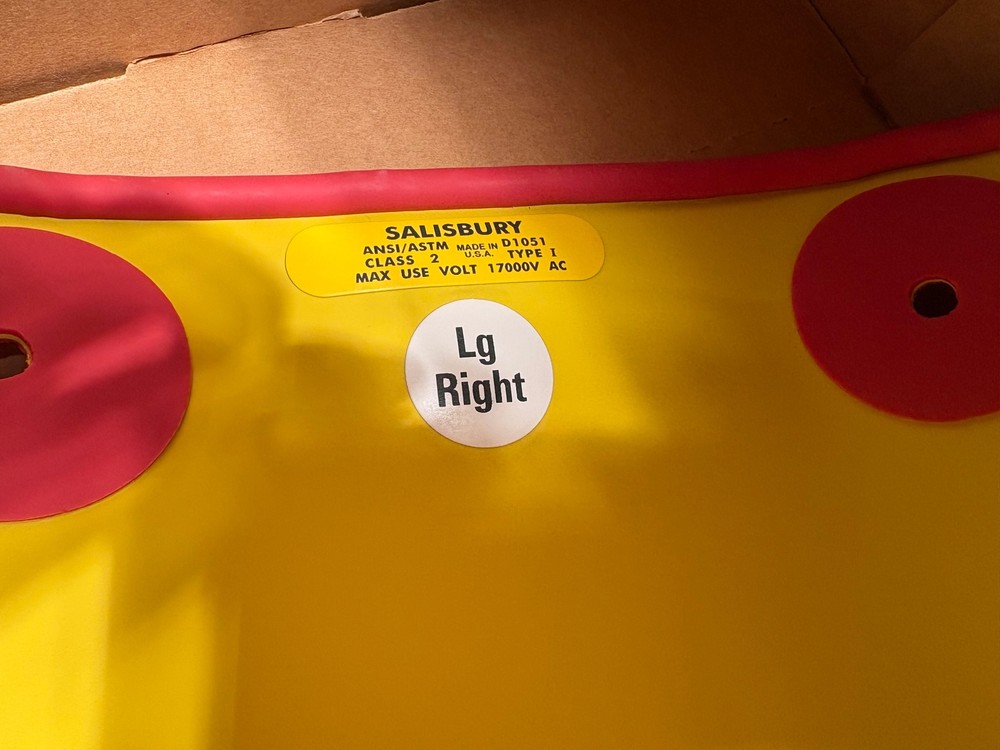 SALISBURY
ANSI/ASTM MADE IN U.S.A. D1051
CLASS 2 TYPE I
MAX USE VOLT 17000V AC
Lg
Right